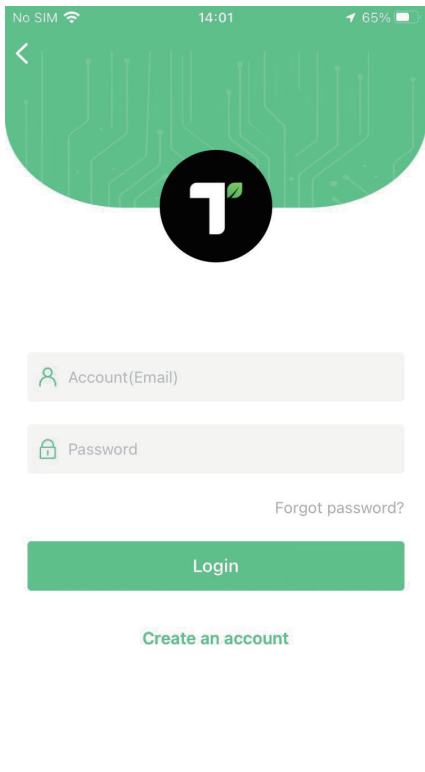 No SIM 14:01 65%
T
Account(Email)
Password
Forgot password?
Login
Create an account